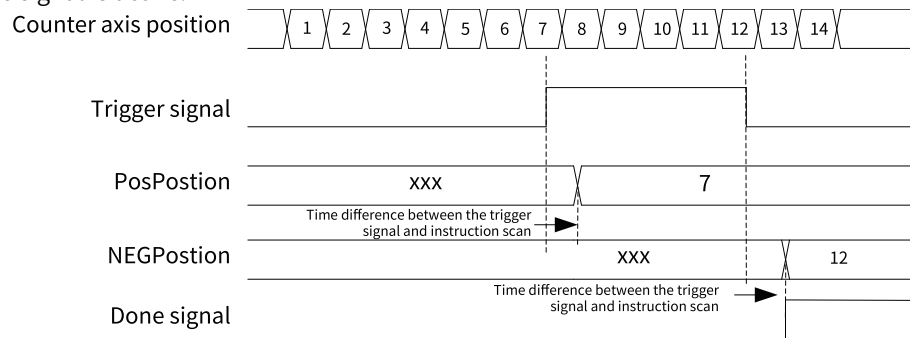 Counter axis position 1 2 3 4 5 6 7 8 9 10 11 12 13 14
Trigger signal
PosPostion xxx 7
Time difference between the trigger
signal and instruction scan
NEGPostion xxx 12
Time difference between the trigger
signal and instruction scan
Done signal